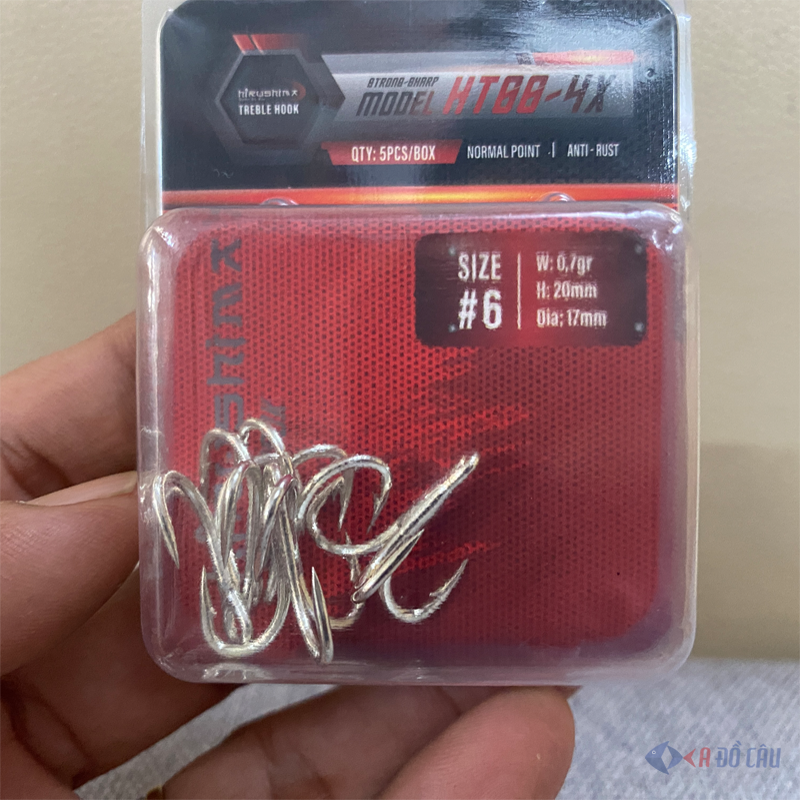 HIRUSHIMA
TREBLE HOOK
STRONG-SHARP
MODEL HT88-4X
QTY: 5PCS/BOX
NORMAL POINT | ANTI-RUST
SIZE
#6
W: 0,7gr
H: 20mm
Dia: 17mm
A ĐỒ CÂU